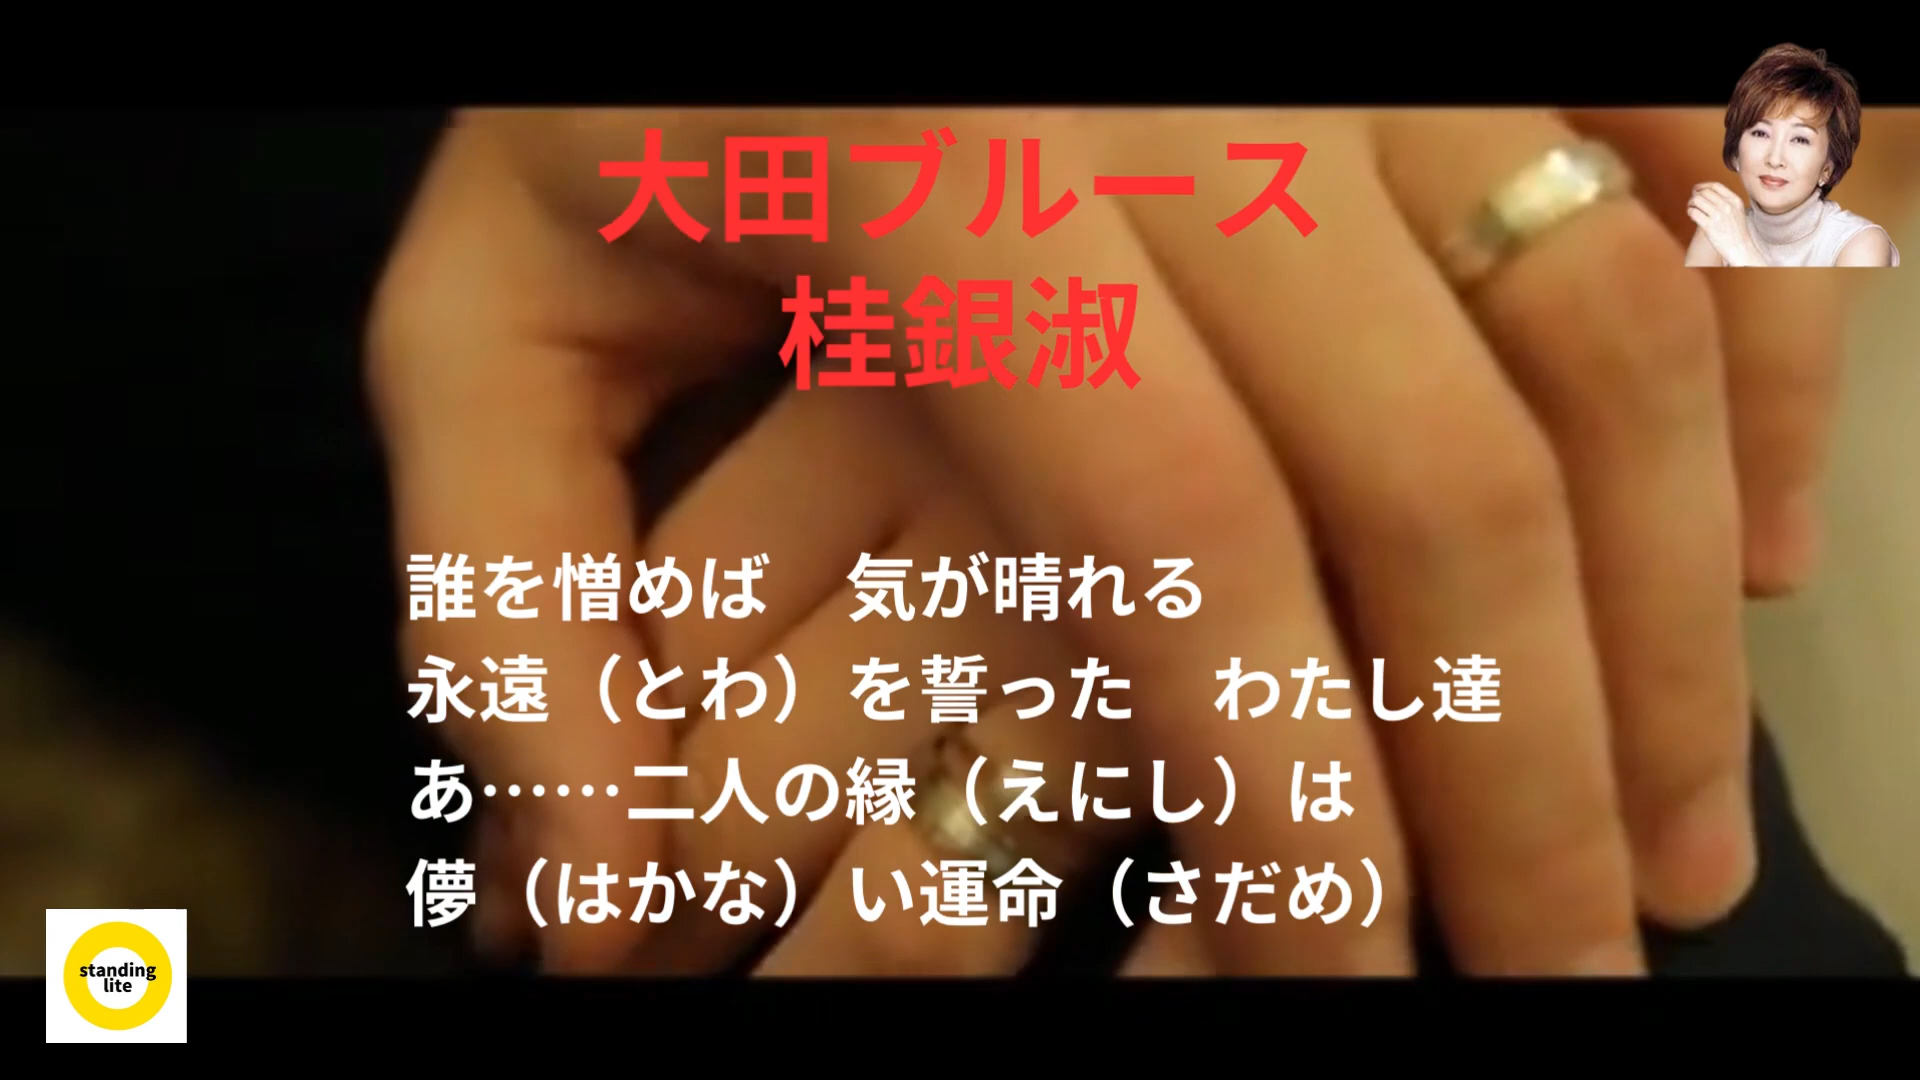 大田ブルース
桂銀淑
誰を憎めば　気が晴れる
永遠（とわ）を誓った　わたし達
あ……二人の縁（えにし）は
儚（はかな）い運命（さだめ）
standing
lite